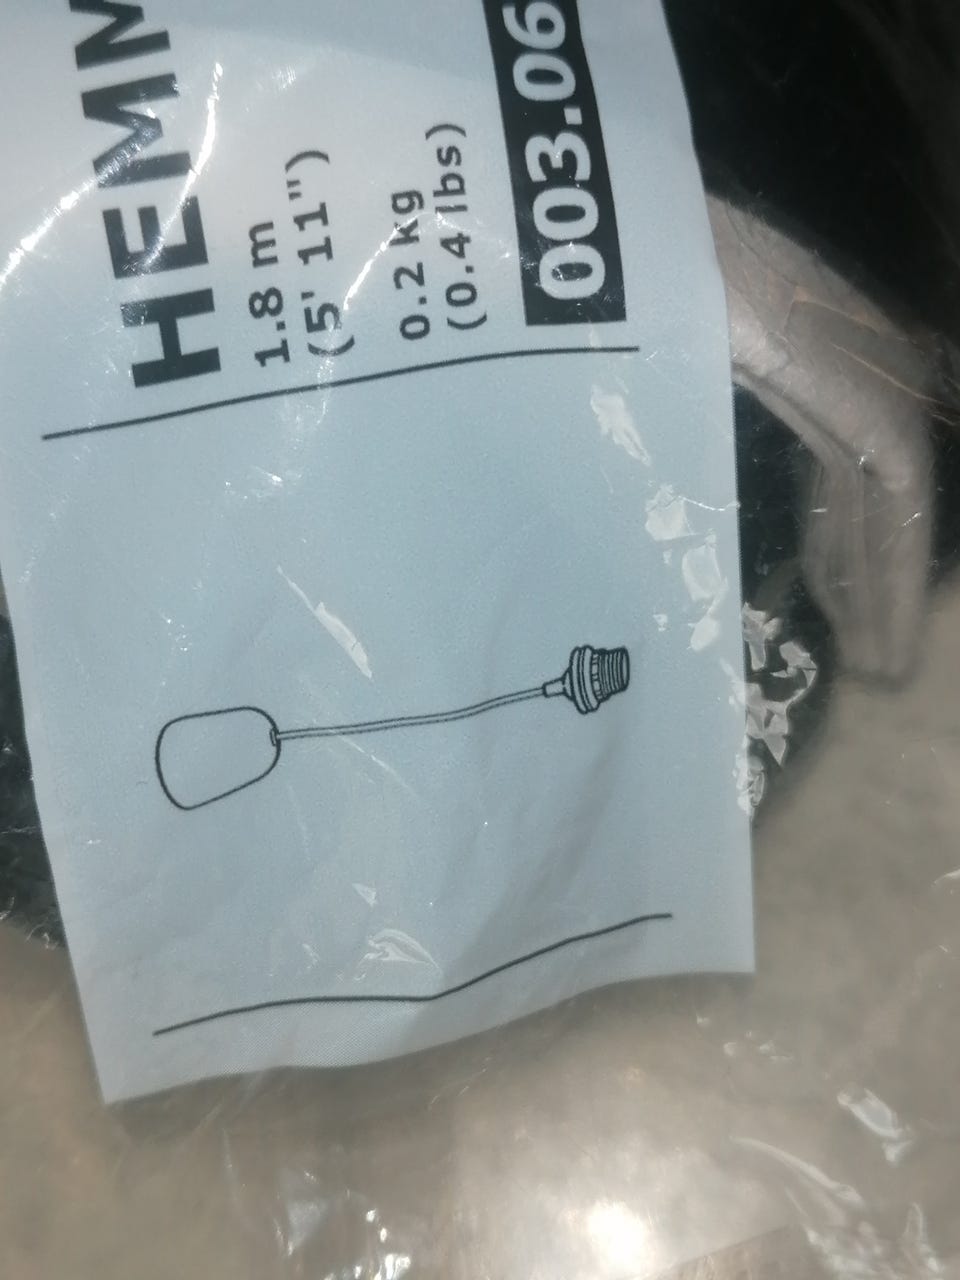 HEMM
1.8 m
(5' 11")
0.2 kg
(0.4 lbs)
003.06